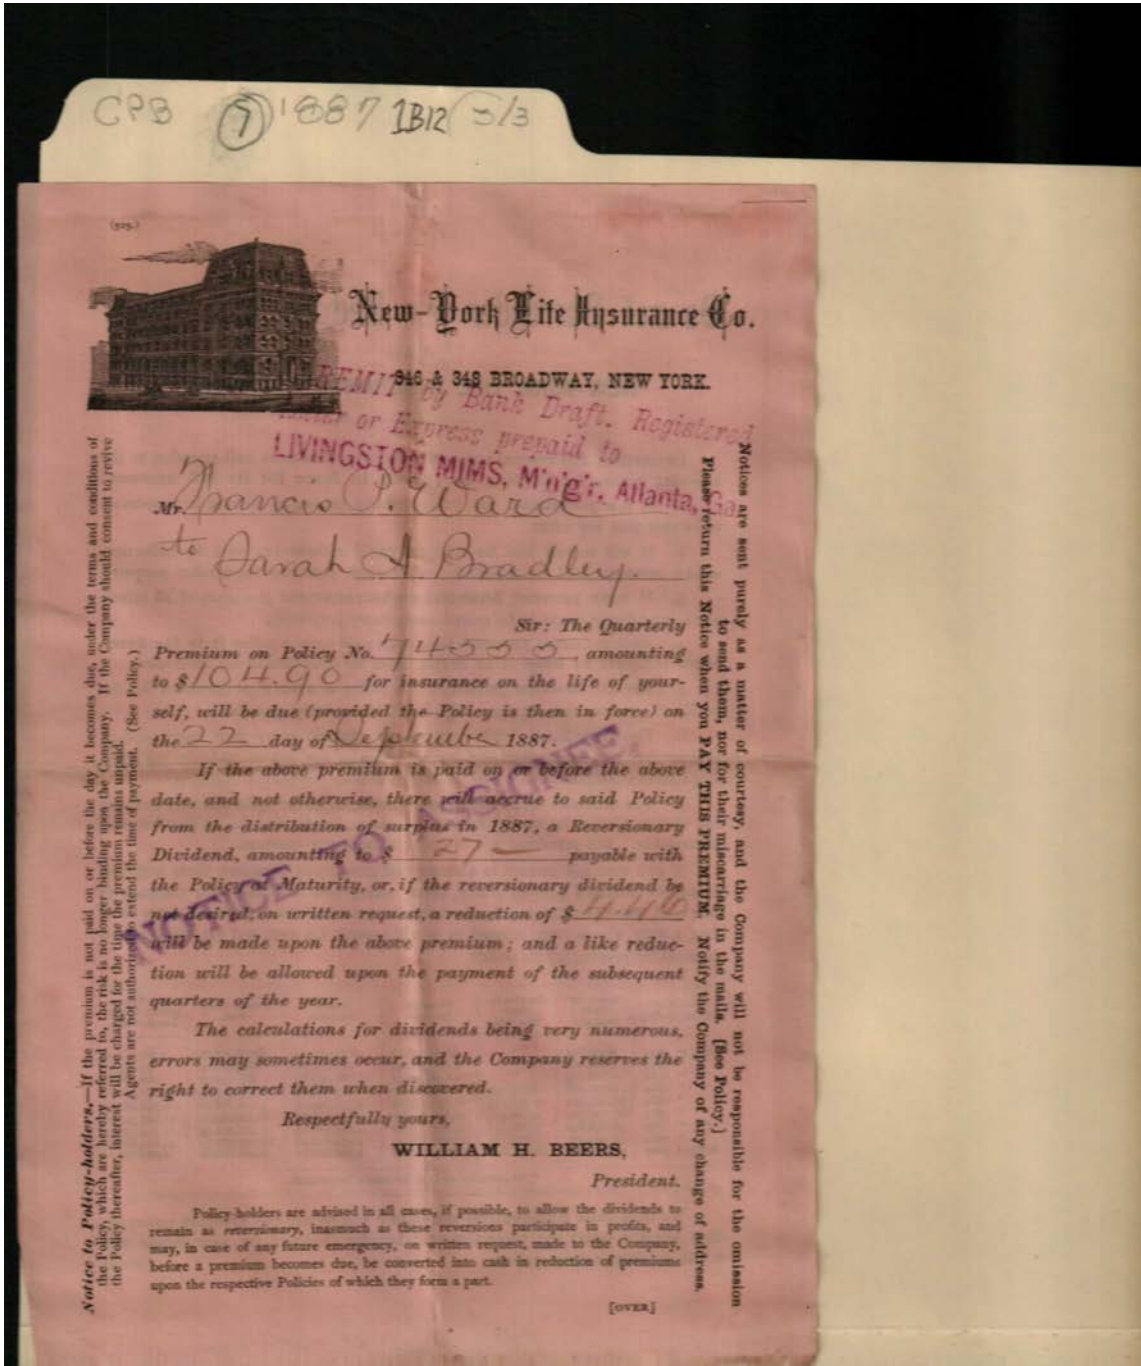 CPB 7 1887 1B12 3/3
(525.)
New-York Life Insurance Co.
346 & 348 BROADWAY, NEW YORK.
REMIT by Bank Draft, Registered
Letter or Express prepaid to
LIVINGSTON MIMS, M'n'g'r, Atlanta, Ga
Mr. Francis P. Ward
to Sarah A Bradley.
Sir: The Quarterly
Premium on Policy No. 74555, amounting
to $104.90 for insurance on the life of your-
self, will be due (provided the Policy is then in force) on
the 22 day of September 1887.
If the above premium is paid on or before the above
date, and not otherwise, there will accrue to said Policy
from the distribution of surplus in 1887, a Reversionary
Dividend, amounting to $ 27 — payable with
the Policy at Maturity, or, if the reversionary dividend be
not desired, on written request, a reduction of $ 4.46
will be made upon the above premium; and a like reduc-
tion will be allowed upon the payment of the subsequent
quarters of the year.
NOTICE TO ASSIGNEE.
The calculations for dividends being very numerous,
errors may sometimes occur, and the Company reserves the
right to correct them when discovered.
Respectfully yours,
WILLIAM H. BEERS,
President.
Policy-holders are advised in all cases, if possible, to allow the dividends to
remain as reversionary, inasmuch as these reversions participate in profits, and
may, in case of any future emergency, on written request, made to the Company,
before a premium becomes due, be converted into cash in reduction of premiums
upon the respective Policies of which they form a part.
[OVER]
Notice to Policy-holders.—If the premium is not paid on or before the day it becomes due, under the terms and conditions of
the Policy, which are hereby referred to, the risk is no longer binding upon the Company. If the Company should consent to revive
the Policy thereafter, interest will be charged for the time the premium remains unpaid.
Agents are not authorized to extend the time of payment. (See Policy.)
Notices are sent purely as a matter of courtesy, and the Company will not be responsible for the omission
to send them, nor for their miscarriage in the mails. [See Policy.]
Please return this Notice when you PAY THIS PREMIUM. Notify the Company of any change of address.